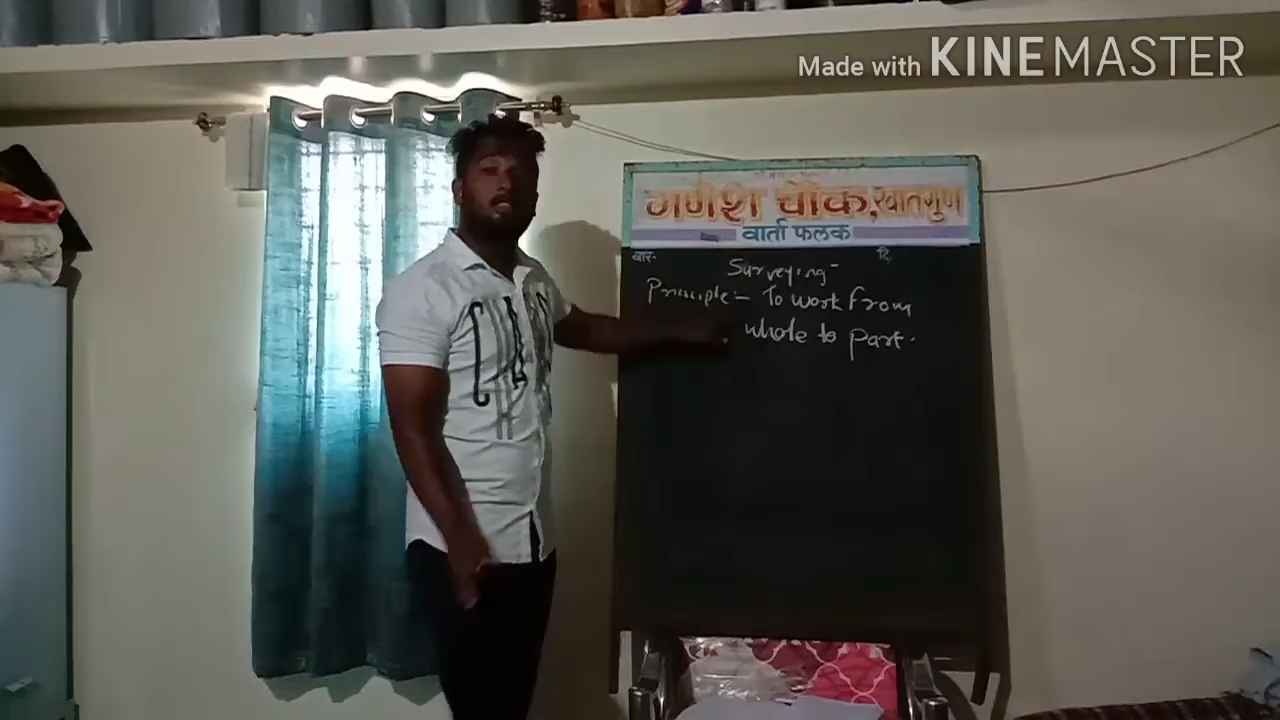 Made with KINEMASTER
गणेश चौक, खातगुण
वार्ता फलक
वार- दि.
Surveying-
Principle:- To work from
whole to part.